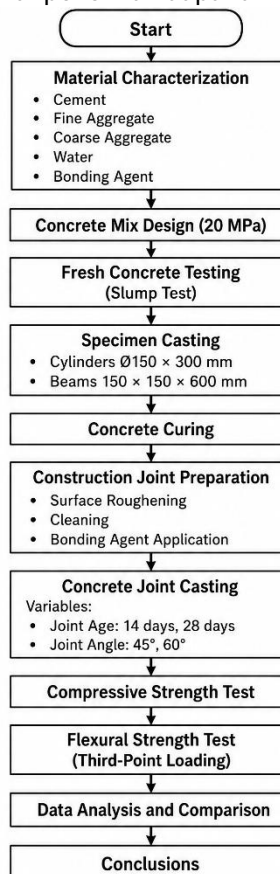 Start
Material Characterization
• Cement
• Fine Aggregate
• Coarse Aggregate
• Water
• Bonding Agent
Concrete Mix Design (20 MPa)
Fresh Concrete Testing
(Slump Test)
Specimen Casting
• Cylinders Ø150 × 300 mm
• Beams 150 × 150 × 600 mm
Concrete Curing
Construction Joint Preparation
• Surface Roughening
• Cleaning
• Bonding Agent Application
Concrete Joint Casting
Variables:
• Joint Age: 14 days, 28 days
• Joint Angle: 45°, 60°
Compressive Strength Test
Flexural Strength Test
(Third-Point Loading)
Data Analysis and Comparison
Conclusions